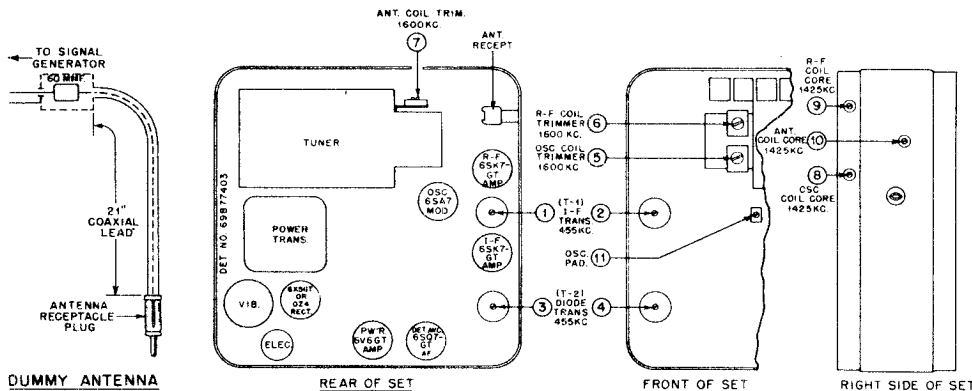 TO SIGNAL
GENERATOR
60 MMF.
21"
COAXIAL
LEAD
ANTENNA
RECEPTACLE
PLUG
DUMMY ANTENNA
ANT. COIL TRIM.
1600KC.
7
ANT.
RECEPT
TUNER
DET NO. 69B77403
POWER
TRANS.
OSC
6SA7
MOD
R-F
6SK7-
GT
AMP
1
I-F
6SK7-
GT
AMP
3
VIB.
6X5GT
OR
OZ4
RECT.
ELEC.
PW'R
6V6GT
AMP
DET AVC
6SQ7-
GT
AF
REAR OF SET
R-F COIL
TRIMMER
1600 KC.
6
OSC COIL
TRIMMER
1600KC
5
(T-1)
I-F
TRANS
455KC.
2
OSC.
PAD.
11
(T-2)
DIODE
TRANS
455KC
4
FRONT OF SET
R-F
COIL
CORE
1425KC
9
ANT.
COIL CORE
1425KC
10
8
OSC
COIL CORE
1425KC.
RIGHT SIDE OF SET